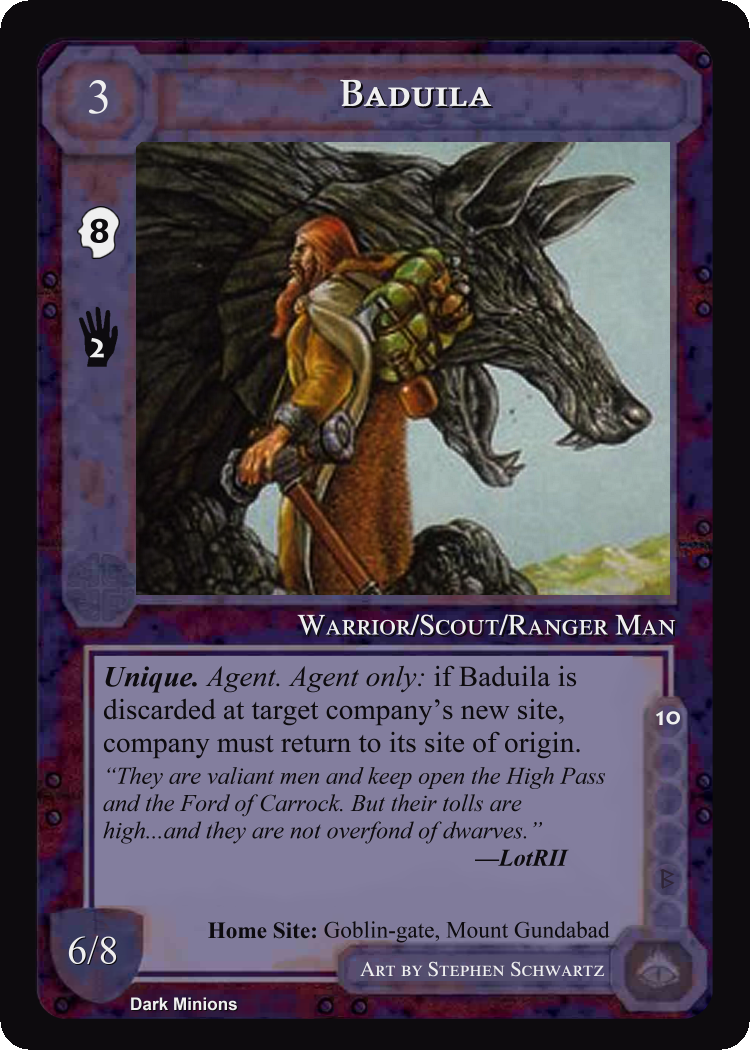 3
Baduila
8
2
Warrior/Scout/Ranger Man
Unique. Agent. Agent only: if Baduila is
discarded at target company’s new site,
company must return to its site of origin.
“They are valiant men and keep open the High Pass
and the Ford of Carrock. But their tolls are
high...and they are not overfond of dwarves.”
—LotRII
10
Home Site: Goblin-gate, Mount Gundabad
6/8
Art by Stephen Schwartz
Dark Minions